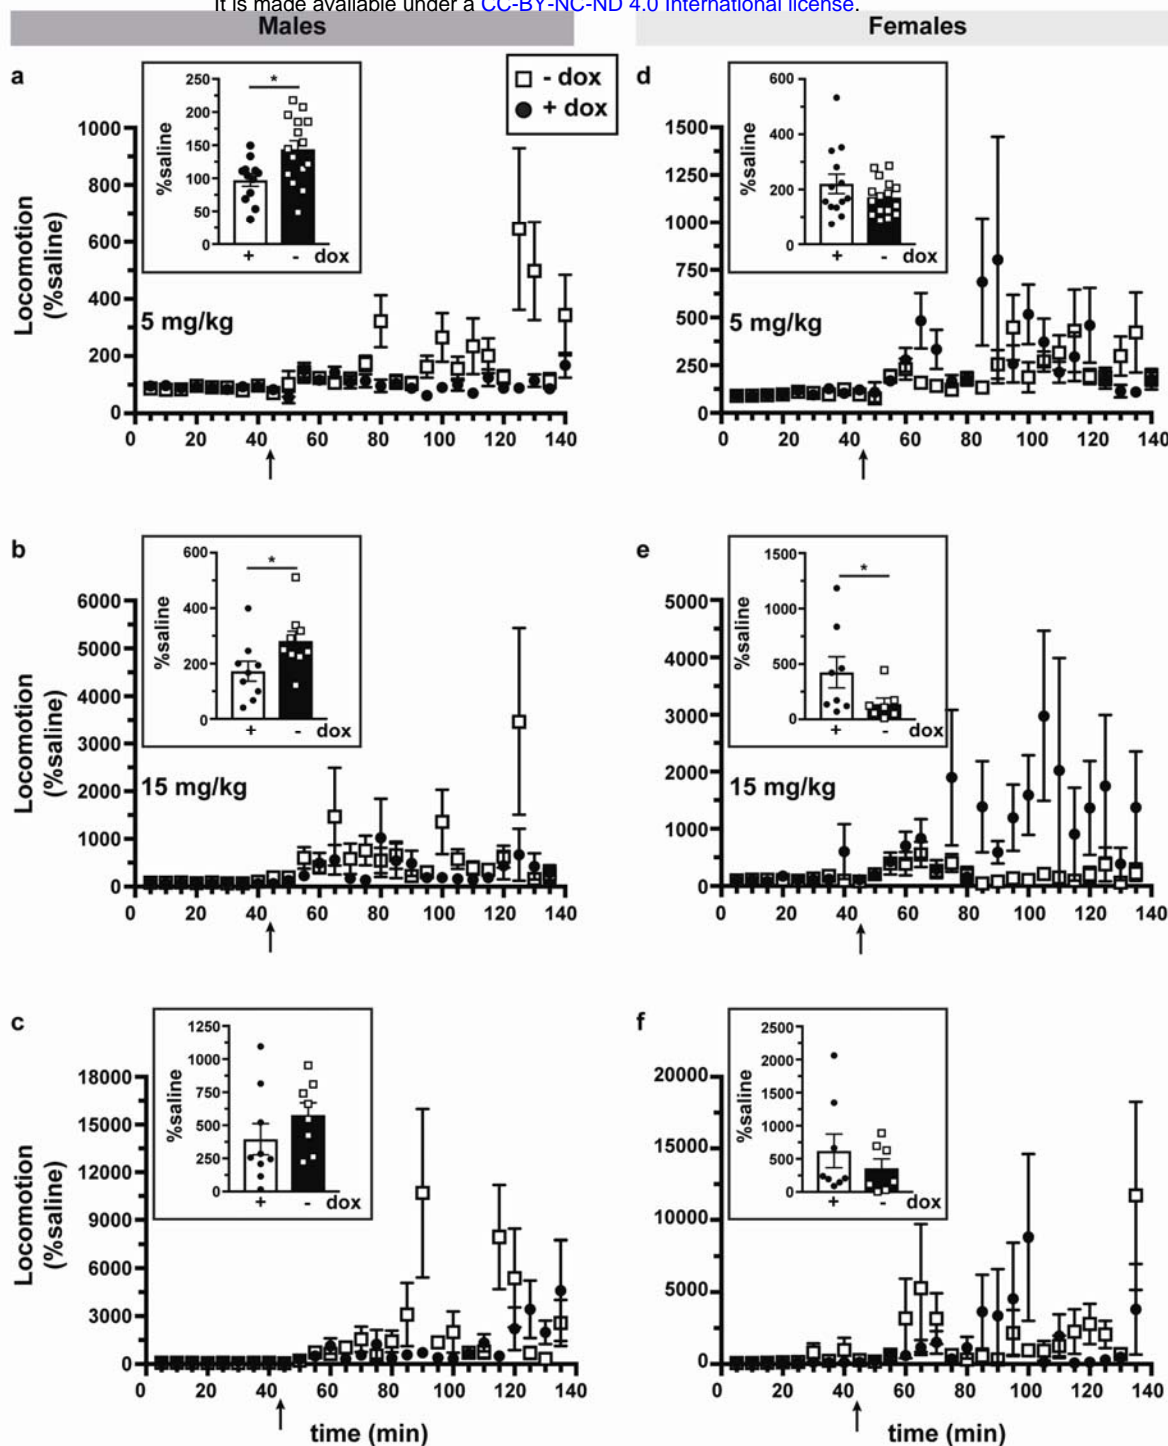 It is made available under a CC-BY-NC-ND 4.0 International license.
Males
Females
a
- dox
+ dox
d
250
200
150
100
50
0
%saline
*
+ - dox
600
400
200
0
%saline
+ - dox
1000
800
600
400
200
0
Locomotion
(%saline)
5 mg/kg
0 20 40 60 80 100 120 140
1500
1250
1000
750
500
250
0
5 mg/kg
0 20 40 60 80 100 120 140
b
e
600
400
200
0
%saline
*
+ - dox
1500
1000
500
0
%saline
*
+ - dox
6000
5000
4000
3000
2000
1000
0
Locomotion
(%saline)
15 mg/kg
0 20 40 60 80 100 120 140
5000
4000
3000
2000
1000
0
15 mg/kg
0 20 40 60 80 100 120 140
c
f
1250
1000
750
500
250
0
%saline
+ - dox
2500
2000
1500
1000
500
0
%saline
+ - dox
18000
15000
12000
9000
6000
3000
0
Locomotion
(%saline)
0 20 40 60 80 100 120 140
time (min)
20000
15000
10000
5000
0
0 20 40 60 80 100 120 140
time (min)